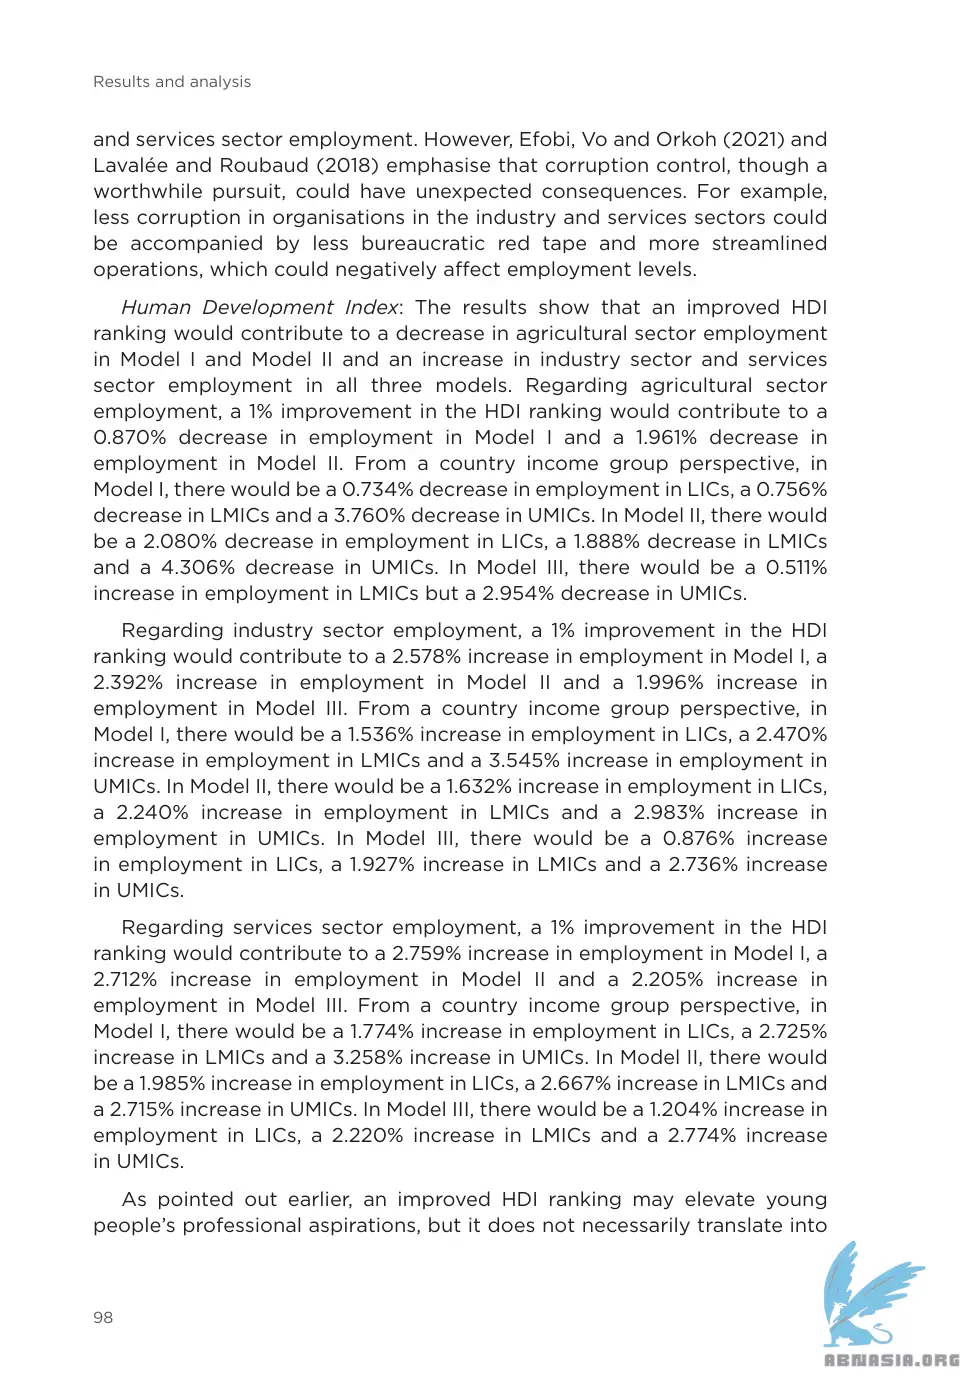 Results and analysis
and services sector employment. However, Efobi, Vo and Orkoh (2021) and
Lavalée and Roubaud (2018) emphasise that corruption control, though a
worthwhile pursuit, could have unexpected consequences. For example,
less corruption in organisations in the industry and services sectors could
be accompanied by less bureaucratic red tape and more streamlined
operations, which could negatively affect employment levels.
Human Development Index: The results show that an improved HDI
ranking would contribute to a decrease in agricultural sector employment
in Model I and Model II and an increase in industry sector and services
sector employment in all three models. Regarding agricultural sector
employment, a 1% improvement in the HDI ranking would contribute to a
0.870% decrease in employment in Model I and a 1.961% decrease in
employment in Model II. From a country income group perspective, in
Model I, there would be a 0.734% decrease in employment in LICs, a 0.756%
decrease in LMICs and a 3.760% decrease in UMICs. In Model II, there would
be a 2.080% decrease in employment in LICs, a 1.888% decrease in LMICs
and a 4.306% decrease in UMICs. In Model III, there would be a 0.511%
increase in employment in LMICs but a 2.954% decrease in UMICs.
Regarding industry sector employment, a 1% improvement in the HDI
ranking would contribute to a 2.578% increase in employment in Model I, a
2.392% increase in employment in Model II and a 1.996% increase in
employment in Model III. From a country income group perspective, in
Model I, there would be a 1.536% increase in employment in LICs, a 2.470%
increase in employment in LMICs and a 3.545% increase in employment in
UMICs. In Model II, there would be a 1.632% increase in employment in LICs,
a 2.240% increase in employment in LMICs and a 2.983% increase in
employment in UMICs. In Model III, there would be a 0.876% increase
in employment in LICs, a 1.927% increase in LMICs and a 2.736% increase
in UMICs.
Regarding services sector employment, a 1% improvement in the HDI
ranking would contribute to a 2.759% increase in employment in Model I, a
2.712% increase in employment in Model II and a 2.205% increase in
employment in Model III. From a country income group perspective, in
Model I, there would be a 1.774% increase in employment in LICs, a 2.725%
increase in LMICs and a 3.258% increase in UMICs. In Model II, there would
be a 1.985% increase in employment in LICs, a 2.667% increase in LMICs and
a 2.715% increase in UMICs. In Model III, there would be a 1.204% increase in
employment in LICs, a 2.220% increase in LMICs and a 2.774% increase
in UMICs.
As pointed out earlier, an improved HDI ranking may elevate young
people’s professional aspirations, but it does not necessarily translate into
98
ABNASIA.ORG